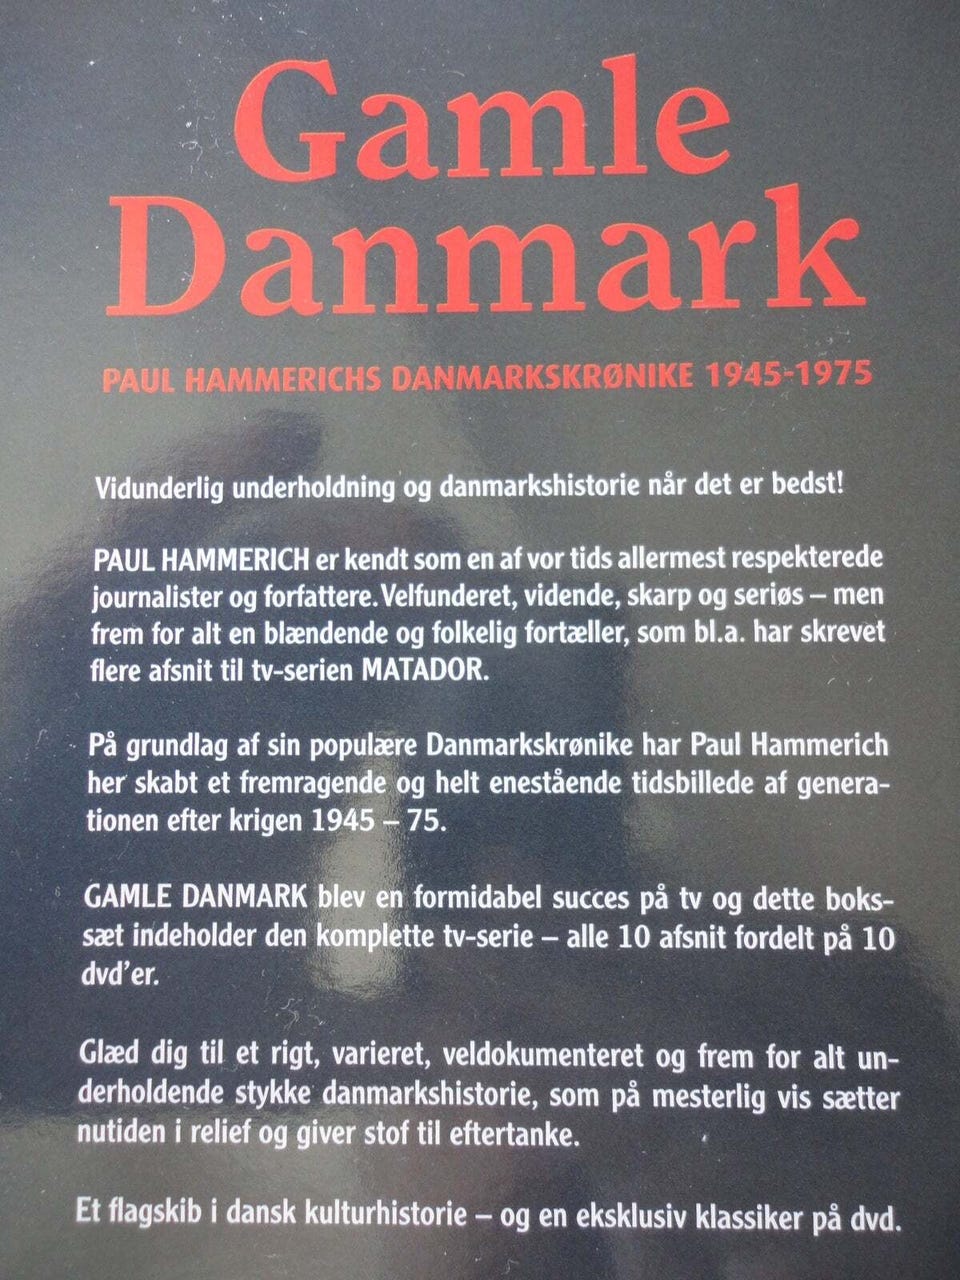 Gamle
Danmark
PAUL HAMMERICHS DANMARKSKRØNIKE 1945-1975
Vidunderlig underholdning og danmarkshistorie når det er bedst!
PAUL HAMMERICH er kendt som en af vor tids allermest respekterede
journalister og forfattere. Velfunderet, vidende, skarp og seriøs – men
frem for alt en blændende og folkelig fortæller, som bl.a. har skrevet
flere afsnit til tv-serien MATADOR.
På grundlag af sin populære Danmarkskrønike har Paul Hammerich
her skabt et fremragende og helt enestående tidsbillede af genera-
tionen efter krigen 1945 – 75.
GAMLE DANMARK blev en formidabel succes på tv og dette boks-
sæt indeholder den komplette tv-serie – alle 10 afsnit fordelt på 10
dvd'er.
Glæd dig til et rigt, varieret, veldokumenteret og frem for alt un-
derholdende stykke danmarkshistorie, som på mesterlig vis sætter
nutiden i relief og giver stof til eftertanke.
Et flagskib i dansk kulturhistorie – og en eksklusiv klassiker på dvd.